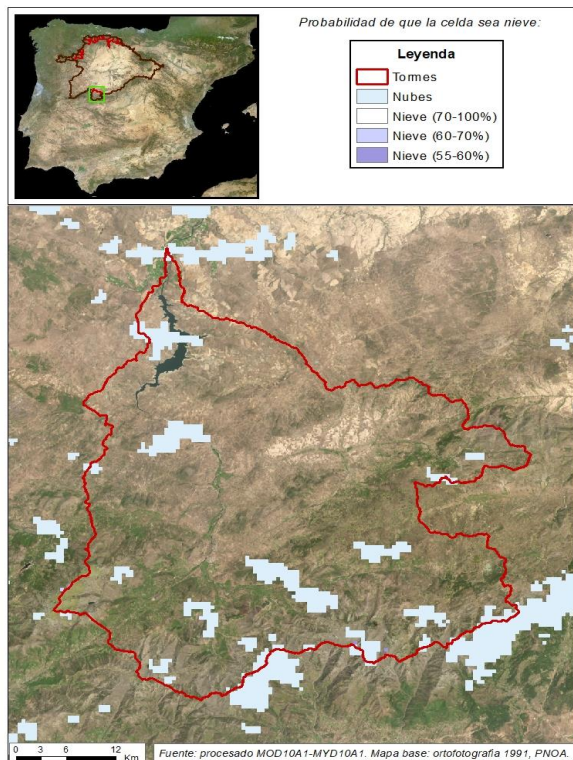 Probabilidad de que la celda sea nieve:
Leyenda
Tormes
Nubes
Nieve (70-100%)
Nieve (60-70%)
Nieve (55-60%)
0 3 6 12
Km
Fuente: procesado MOD10A1-MYD10A1. Mapa base: ortofotografia 1991, PNOA.